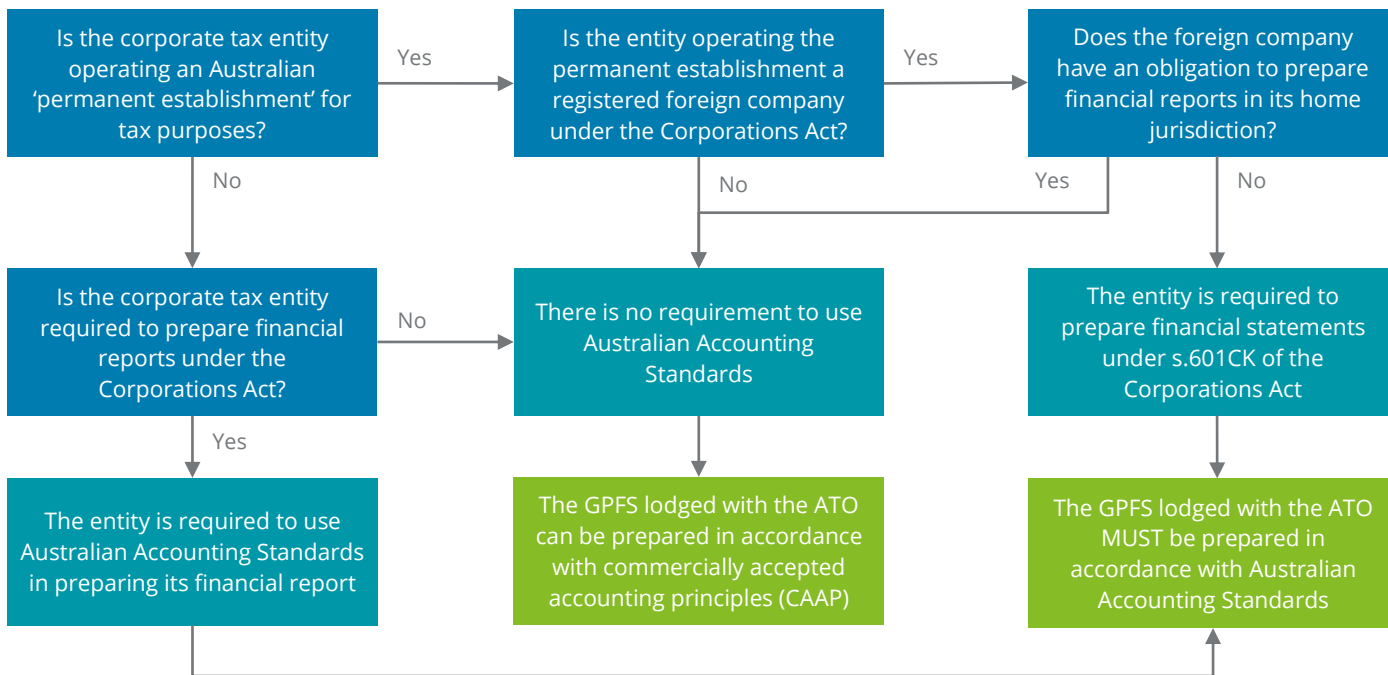 Is the corporate tax entity
operating an Australian
‘permanent establishment’ for
tax purposes?
Yes
Is the entity operating the
permanent establishment a
registered foreign company
under the Corporations Act?
Yes
Does the foreign company
have an obligation to prepare
financial reports in its home
jurisdiction?
No
No
Yes
No
Is the corporate tax entity
required to prepare financial
reports under the
Corporations Act?
No
There is no requirement to use
Australian Accounting
Standards
The entity is required to
prepare financial statements
under s.601CK of the
Corporations Act
Yes
The entity is required to use
Australian Accounting Standards
in preparing its financial report
The GPFS lodged with the ATO
can be prepared in accordance
with commercially accepted
accounting principles (CAAP)
The GPFS lodged with the ATO
MUST be prepared in
accordance with Australian
Accounting Standards